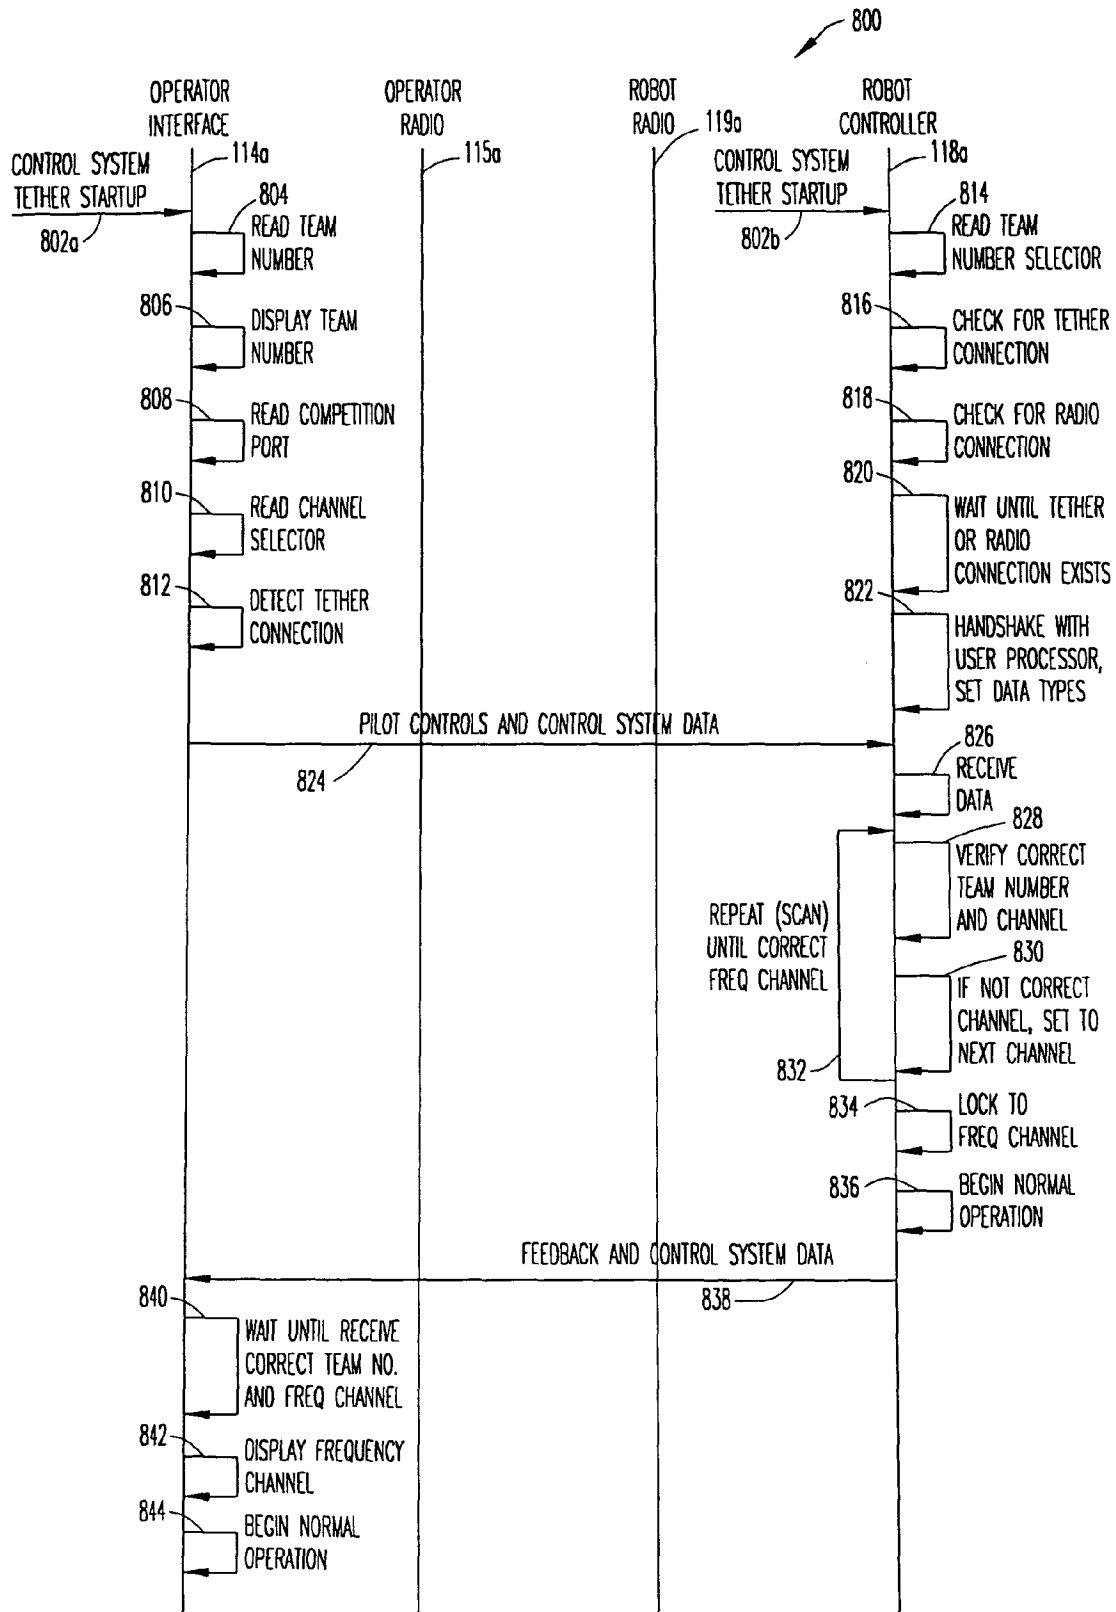 800
OPERATOR
INTERFACE
OPERATOR
RADIO
ROBOT
RADIO
ROBOT
CONTROLLER
114a
115a
119a
118a
CONTROL SYSTEM
TETHER STARTUP
802a
CONTROL SYSTEM
TETHER STARTUP
802b
804
READ TEAM
NUMBER
814
READ TEAM
NUMBER SELECTOR
806
DISPLAY TEAM
NUMBER
816
CHECK FOR TETHER
CONNECTION
808
READ COMPETITION
PORT
818
CHECK FOR RADIO
CONNECTION
810
READ CHANNEL
SELECTOR
820
WAIT UNTIL TETHER
OR RADIO
CONNECTION EXISTS
812
DETECT TETHER
CONNECTION
822
HANDSHAKE WITH
USER PROCESSOR,
SET DATA TYPES
PILOT CONTROLS AND CONTROL SYSTEM DATA
824
826
RECEIVE
DATA
828
VERIFY CORRECT
TEAM NUMBER
AND CHANNEL
REPEAT (SCAN)
UNTIL CORRECT
FREQ CHANNEL
830
IF NOT CORRECT
CHANNEL, SET TO
NEXT CHANNEL
832
834
LOCK TO
FREQ CHANNEL
836
BEGIN NORMAL
OPERATION
FEEDBACK AND CONTROL SYSTEM DATA
838
840
WAIT UNTIL RECEIVE
CORRECT TEAM NO.
AND FREQ CHANNEL
842
DISPLAY FREQUENCY
CHANNEL
844
BEGIN NORMAL
OPERATION